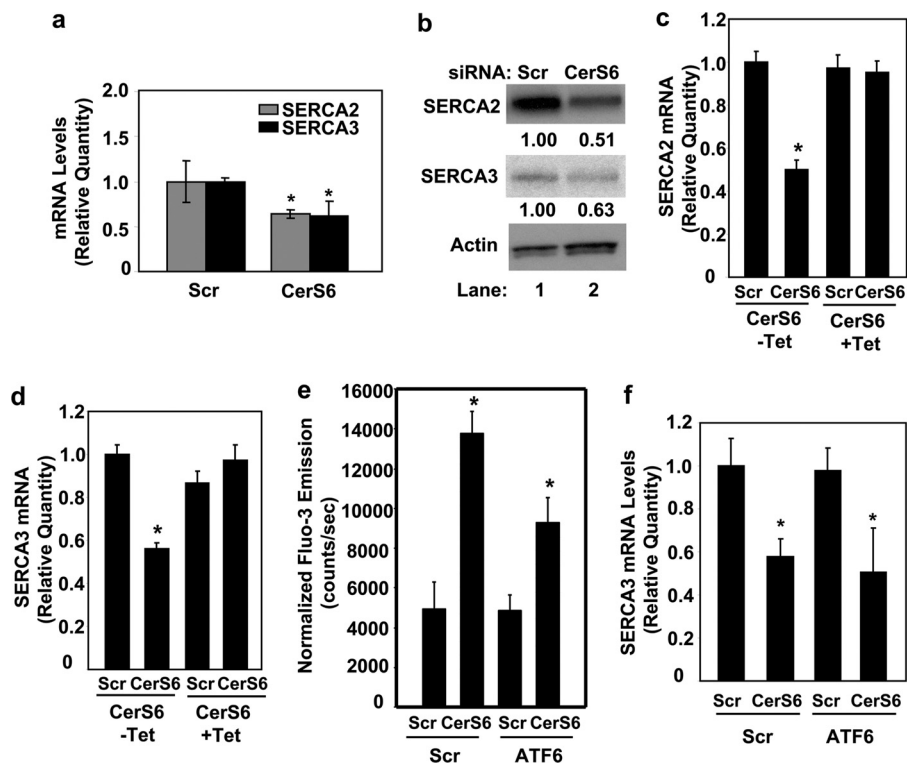 a
mRNA Levels
(Relative Quantity)
2.0
1.5
1.0
0.5
0
SERCA2
SERCA3
* *
Scr CerS6
b
siRNA: Scr CerS6
SERCA2
1.00 0.51
SERCA3
1.00 0.63
Actin
Lane: 1 2
c
SERCA2 mRNA
(Relative Quantity)
1.2
1.0
0.8
0.6
0.4
0.2
0
*
Scr CerS6 Scr CerS6
CerS6 CerS6
-Tet +Tet
d
SERCA3 mRNA
(Relative Quantity)
1.2
1.0
0.8
0.6
0.4
0.2
0
*
Scr CerS6 Scr CerS6
CerS6 CerS6
-Tet +Tet
e
Normalized Fluo-3 Emission
(counts/sec)
16000
14000
12000
10000
8000
6000
4000
2000
0
*
*
Scr CerS6 Scr CerS6
Scr ATF6
f
SERCA3 mRNA Levels
(Relative Quantity)
1.2
1.0
0.8
0.6
0.4
0.2
0
* *
Scr CerS6 Scr CerS6
Scr ATF6